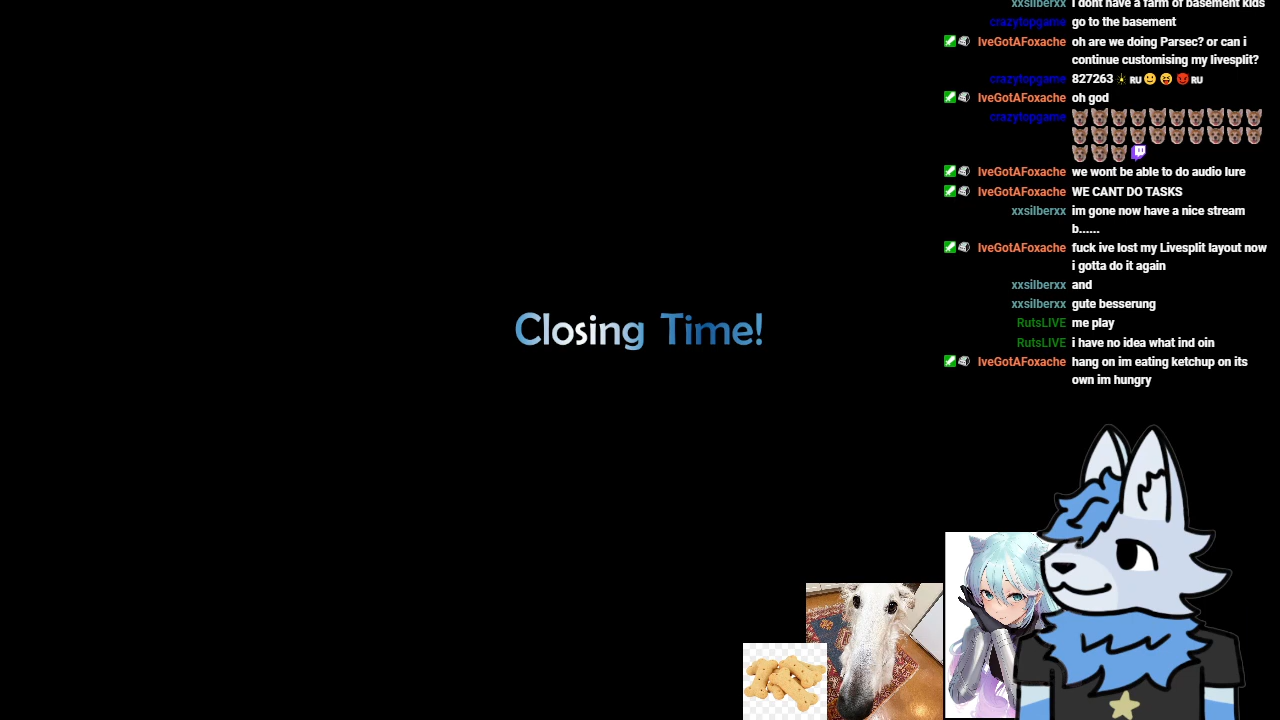 xxsilberxx i dont have a farm of basement kids
crazytopgame go to the basement
IveGotAFoxache oh are we doing Parsec? or can i
continue customising my livesplit?
crazytopgame 827263 ☀️ RU🙂 😝 😡 RU
IveGotAFoxache oh god
crazytopgame
IveGotAFoxache we wont be able to do audio lure
IveGotAFoxache WE CANT DO TASKS
xxsilberxx im gone now have a nice stream
b......
IveGotAFoxache fuck ive lost my Livesplit layout now
i gotta do it again
xxsilberxx and
xxsilberxx gute besserung
Closing Time!
RutsLIVE me play
RutsLIVE i have no idea what ind oin
IveGotAFoxache hang on im eating ketchup on its
own im hungry